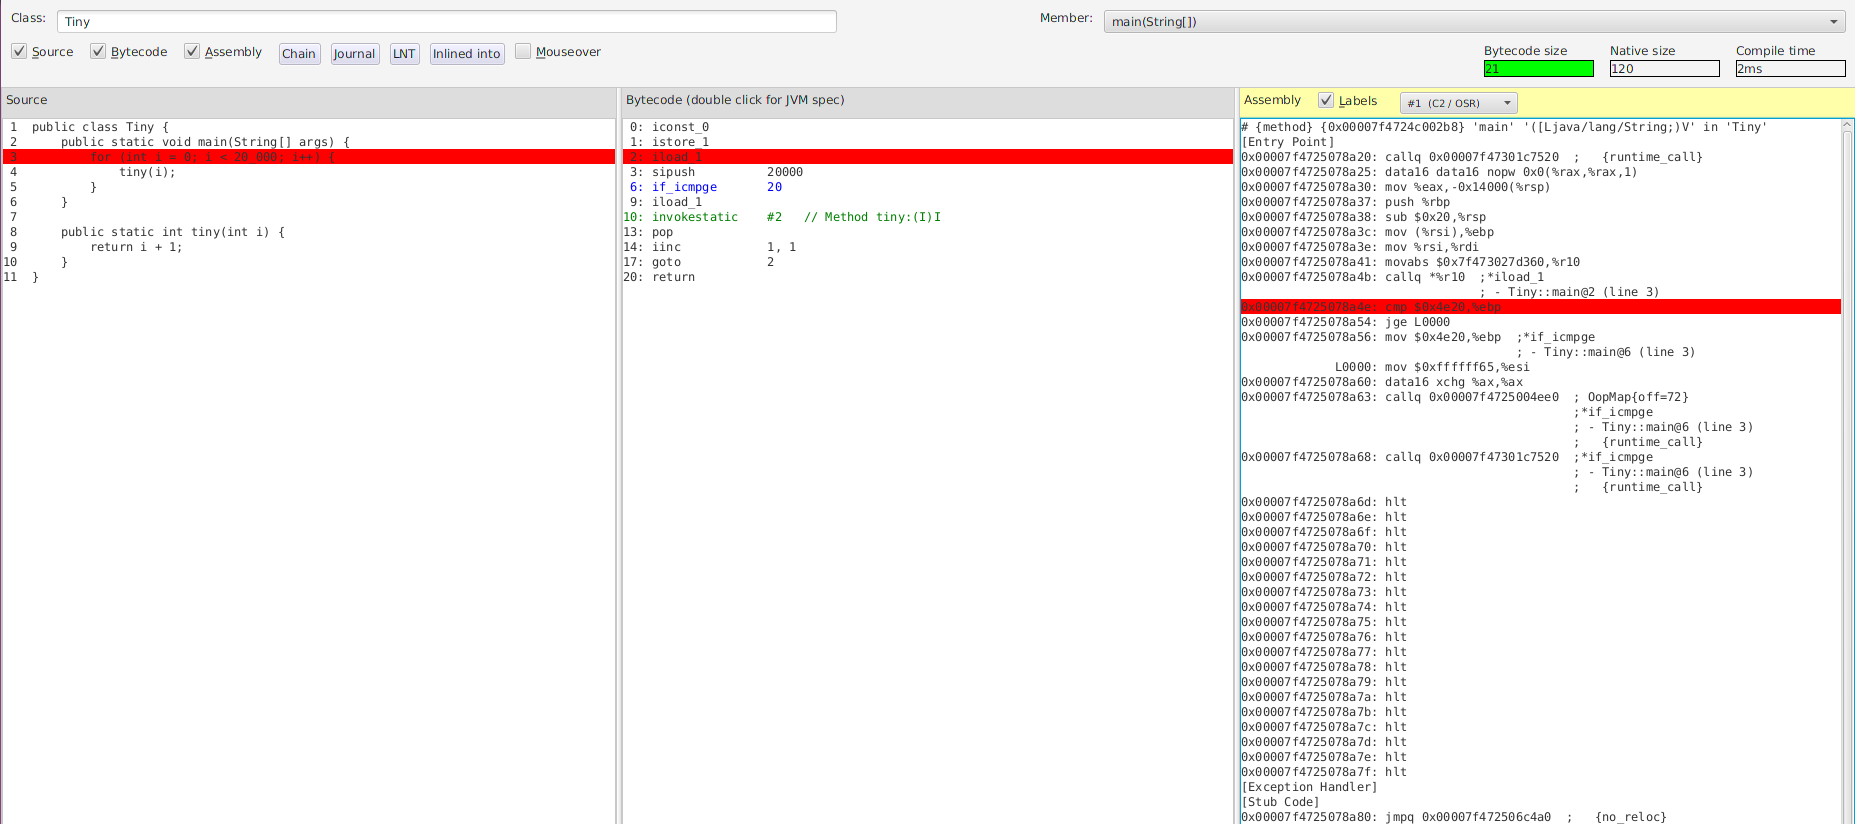 Class: Tiny Member: main(String[])
Source Bytecode Assembly Chain Journal LNT Inlined into Mouseover
Bytecode size Native size Compile time
21 120 2ms
Source
1 public class Tiny {
2 public static void main(String[] args) {
3 for (int i = 0; i < 20_000; i++) {
4 tiny(i);
5 }
6 }
7
8 public static int tiny(int i) {
9 return i + 1;
10 }
11 }
Bytecode (double click for JVM spec)
0: iconst_0
1: istore_1
2: iload_1
3: sipush 20000
6: if_icmpge 20
9: iload_1
10: invokestatic #2 // Method tiny:(I)I
13: pop
14: iinc 1, 1
17: goto 2
20: return
Assembly Labels #1 (C2 / OSR)
# {method} {0x00007f4724c002b8} 'main' '([Ljava/lang/String;)V' in 'Tiny'
[Entry Point]
0x00007f4725078a20: callq 0x00007f47301c7520 ; {runtime_call}
0x00007f4725078a25: data16 data16 nopw 0x0(%rax,%rax,1)
0x00007f4725078a30: mov %eax,-0x14000(%rsp)
0x00007f4725078a37: push %rbp
0x00007f4725078a38: sub $0x20,%rsp
0x00007f4725078a3c: mov (%rsi),%ebp
0x00007f4725078a3e: mov %rsi,%rdi
0x00007f4725078a41: movabs $0x7f473027d360,%r10
0x00007f4725078a4b: callq *%r10 ;*iload_1
; - Tiny::main@2 (line 3)
0x00007f4725078a4e: cmp $0x4e20,%ebp
0x00007f4725078a54: jge L0000
0x00007f4725078a56: mov $0x4e20,%ebp ;*if_icmpge
; - Tiny::main@6 (line 3)
L0000: mov $0xffffff65,%esi
0x00007f4725078a60: data16 xchg %ax,%ax
0x00007f4725078a63: callq 0x00007f4725004ee0 ; OopMap{off=72}
;*if_icmpge
; - Tiny::main@6 (line 3)
; {runtime_call}
0x00007f4725078a68: callq 0x00007f47301c7520 ;*if_icmpge
; - Tiny::main@6 (line 3)
; {runtime_call}
0x00007f4725078a6d: hlt
0x00007f4725078a6e: hlt
0x00007f4725078a6f: hlt
0x00007f4725078a70: hlt
0x00007f4725078a71: hlt
0x00007f4725078a72: hlt
0x00007f4725078a73: hlt
0x00007f4725078a74: hlt
0x00007f4725078a75: hlt
0x00007f4725078a76: hlt
0x00007f4725078a77: hlt
0x00007f4725078a78: hlt
0x00007f4725078a79: hlt
0x00007f4725078a7a: hlt
0x00007f4725078a7b: hlt
0x00007f4725078a7c: hlt
0x00007f4725078a7d: hlt
0x00007f4725078a7e: hlt
0x00007f4725078a7f: hlt
[Exception Handler]
[Stub Code]
0x00007f4725078a80: jmpq 0x00007f472506c4a0 ; {no_reloc}